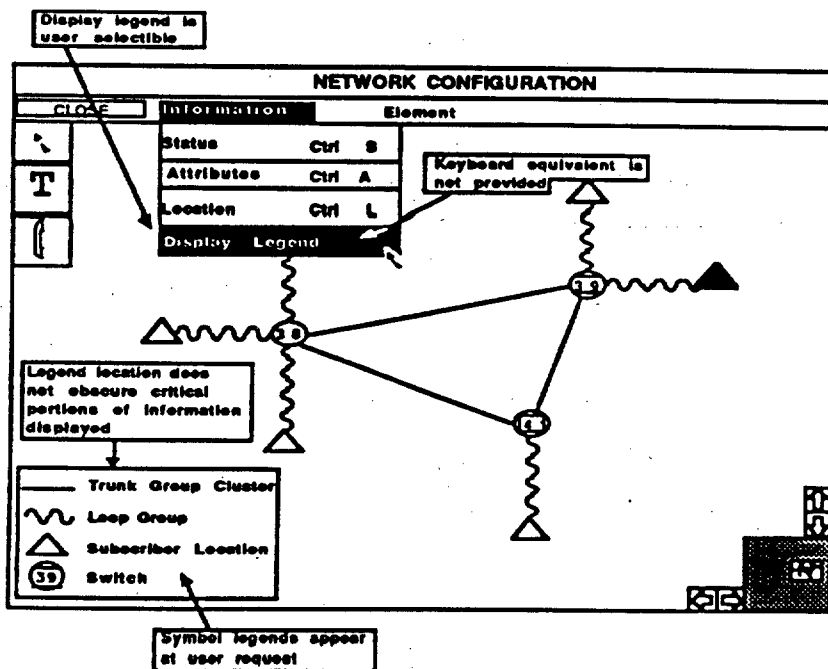 Display legend is
user selectible
NETWORK CONFIGURATION
CLOSE Information Element
Status Ctrl S
Attributes Ctrl A
Location Ctrl L
Display Legend
Keyboard equivalent is
not provided
T
39
38
Legend location does
not obscure critical
portions of information
displayed
Trunk Group Cluster
Loop Group
Subscriber Location
39 Switch
Symbol legends appear
at user request